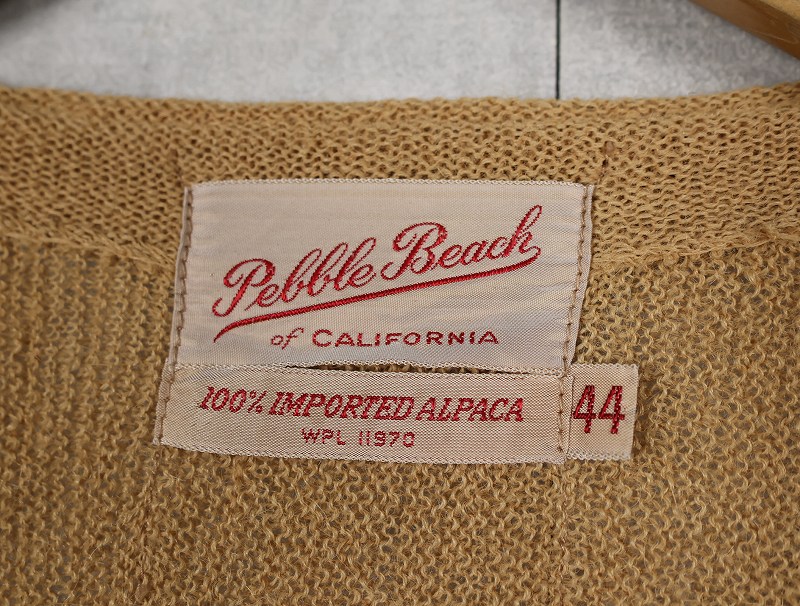 Pebble Beach
of CALIFORNIA
100% IMPORTED ALPACA
WPL 11970
44